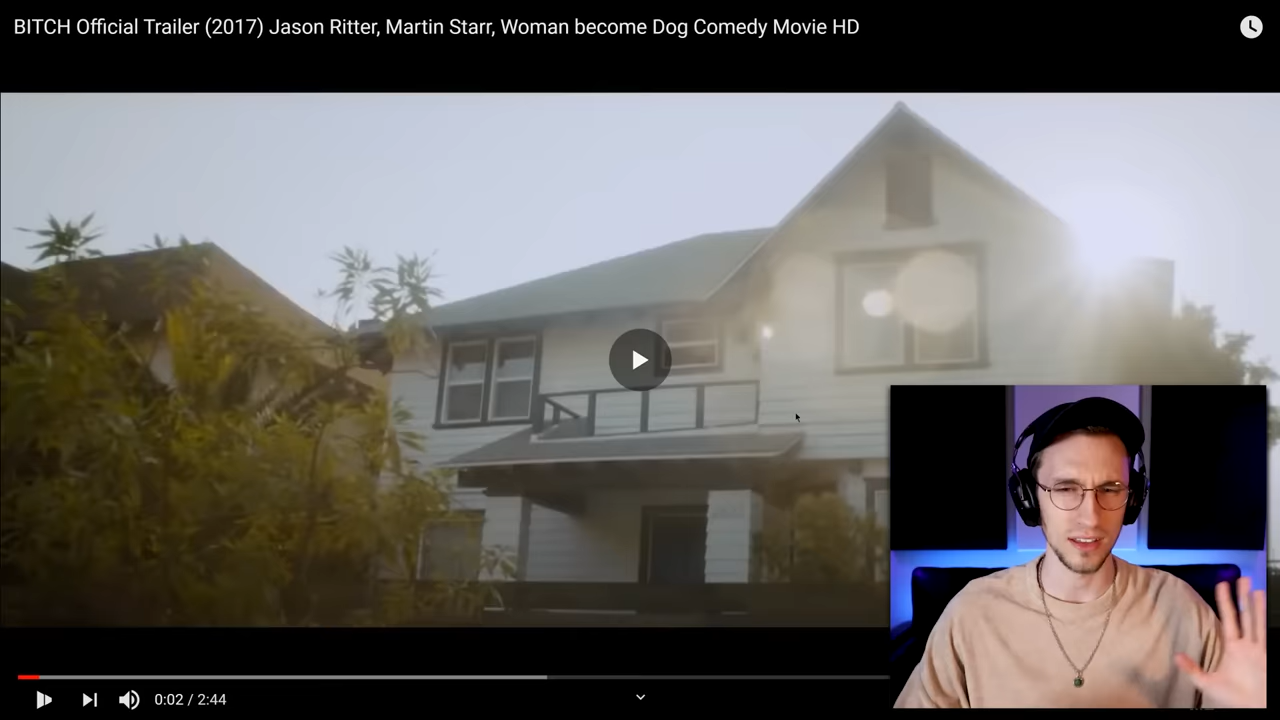 BITCH Official Trailer (2017) Jason Ritter, Martin Starr, Woman become Dog Comedy Movie HD
0:02 / 2:44